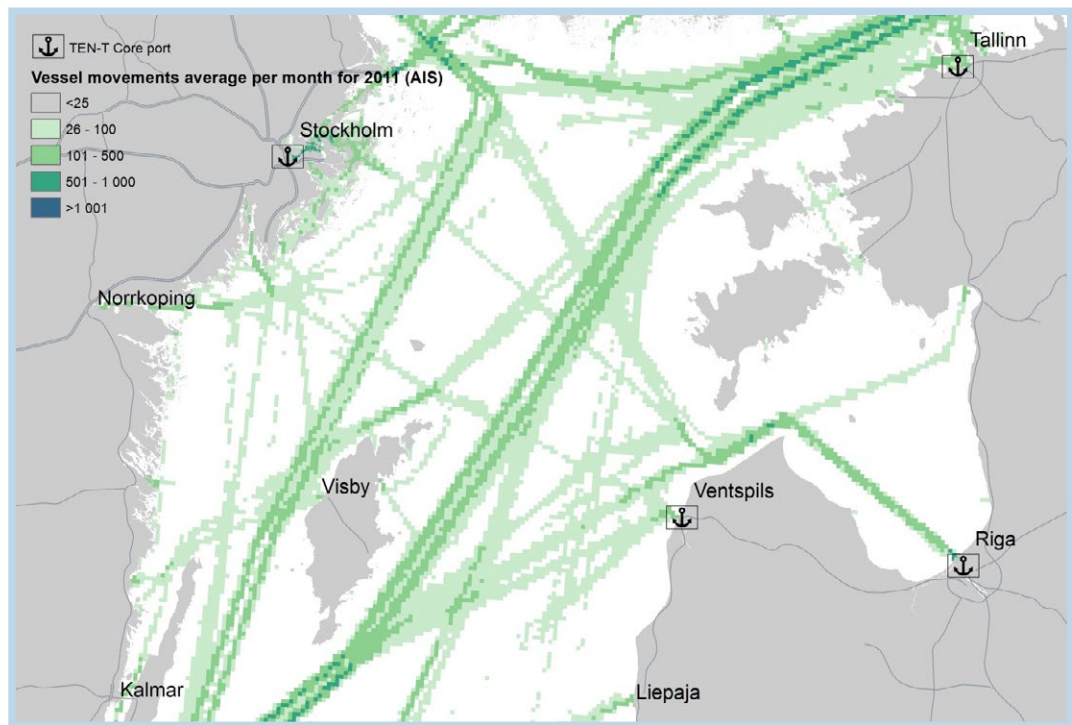 TEN-T Core port
Vessel movements average per month for 2011 (AIS)
<25
26 - 100
101 - 500
501 - 1 000
>1 001
Tallinn
Stockholm
Norrkoping
Visby
Ventspils
Riga
Kalmar
Liepaja